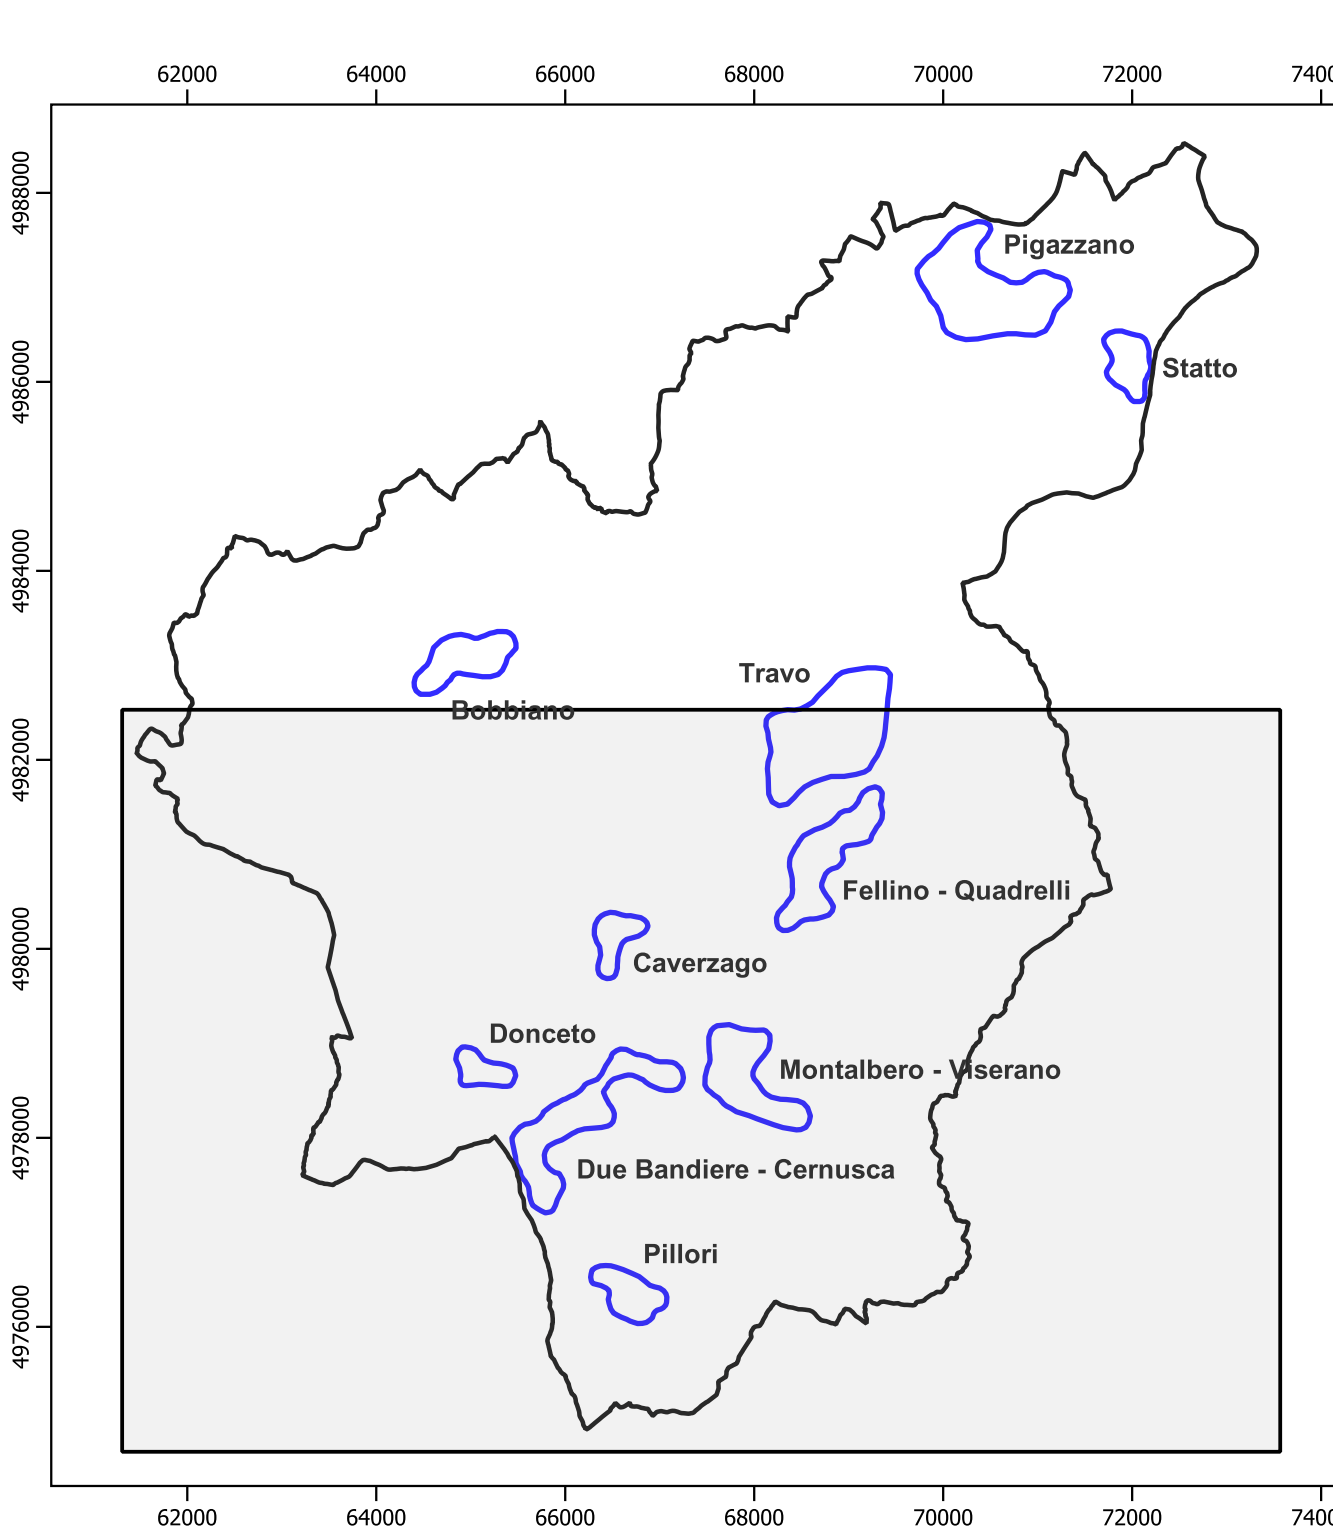 62000 64000 66000 68000 70000 72000 7400
4988000
Pigazzano
4986000
Statto
4984000
Travo
Bobbiano
4982000
Fellino - Quadrelli
4980000
Caverzago
Donceto
Montalbero - Viserano
4978000
Due Bandiere - Cernusca
Pillori
4976000
62000 64000 66000 68000 70000 72000 7400